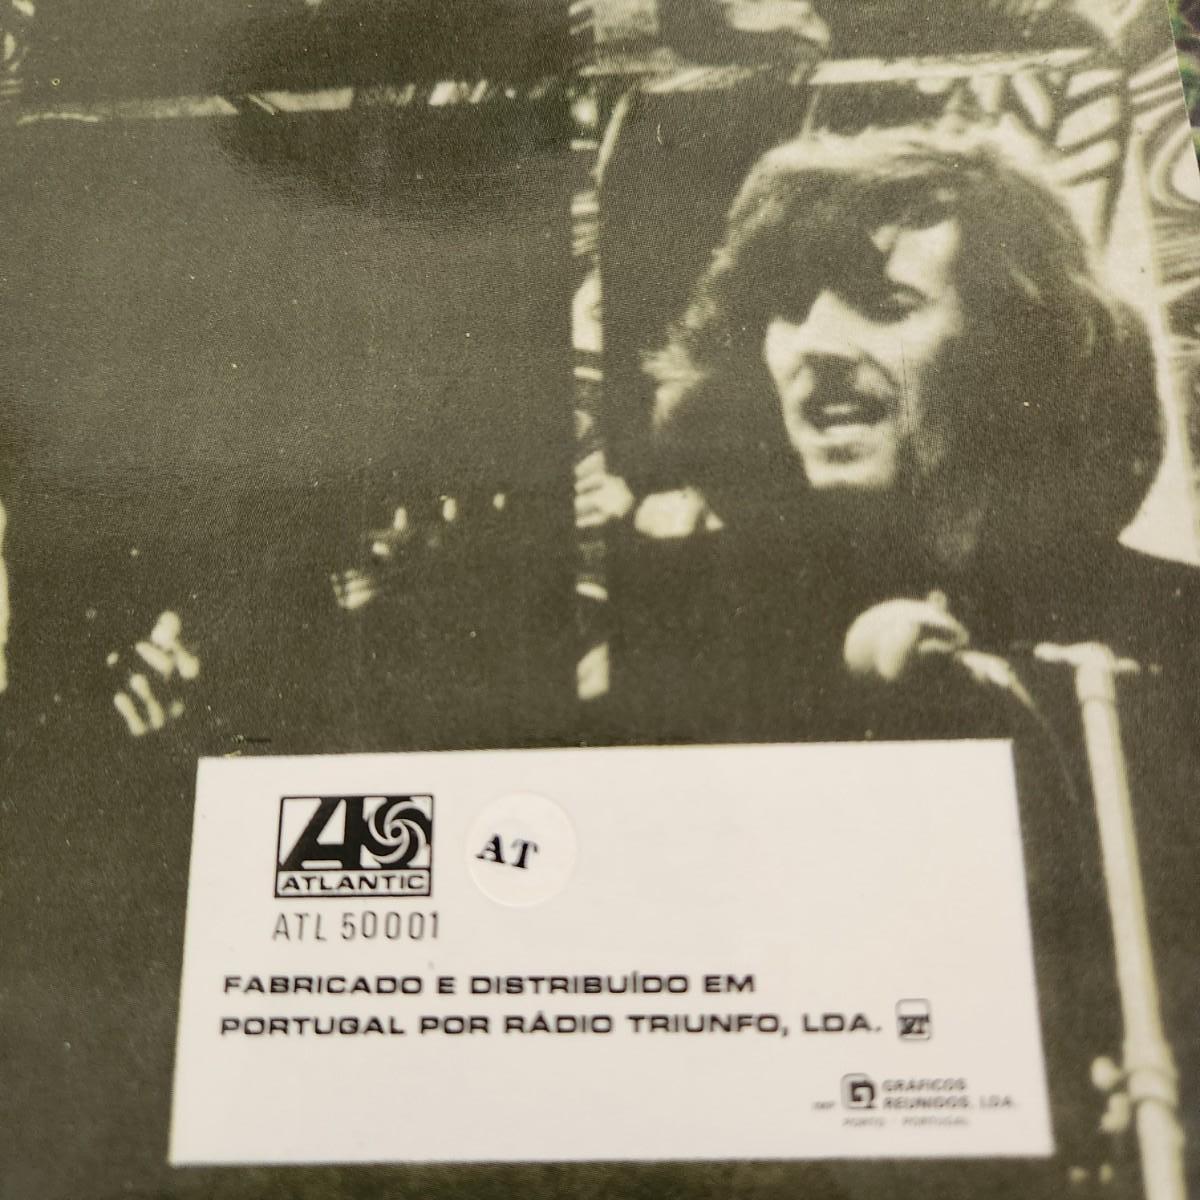 ATLANTIC
AT
ATL 50001
FABRICADO E DISTRIBUÍDO EM
PORTUGAL POR RÁDIO TRIUNFO, LDA.
GRÁFICOS
REUNIDOS, LDA.
PORTO - PORTUGAL